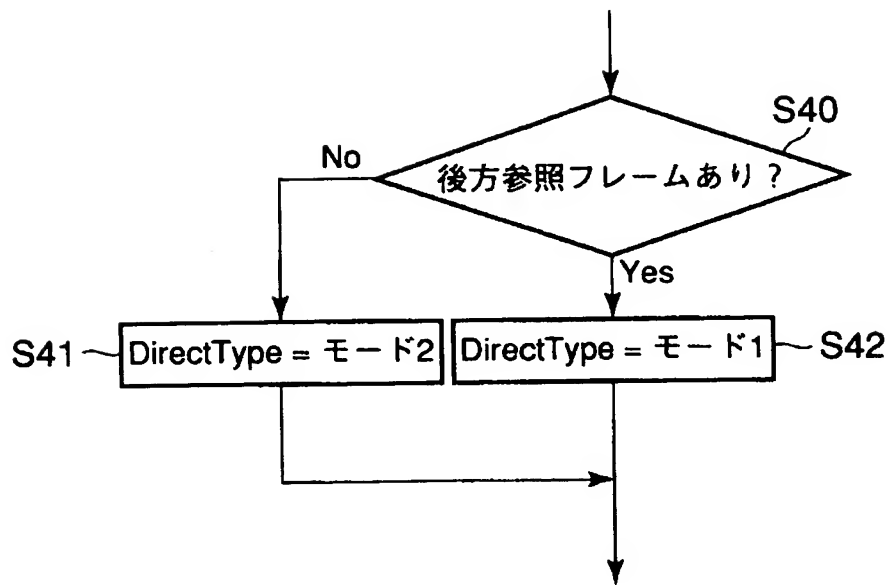 S40
No
後方参照フレームあり?
Yes
S41
DirectType = モード2
DirectType = モード1
S42